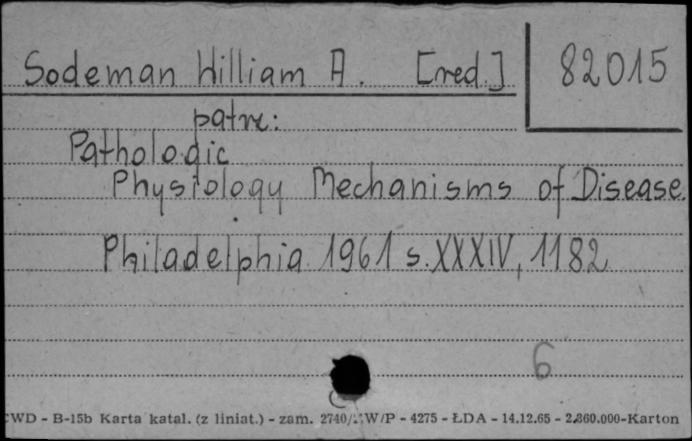 Sodeman William A. [red.] 82015
patrz:
Pathologic
Physiology Mechanisms of Disease.
Philadelphia 1961 s. XXXIV, 1182
6
WD - B-15b Karta katal. (z liniat.) - zam. 2740/ W/P - 4275 - ŁDA - 14.12.65 - 2.860.000-Karton